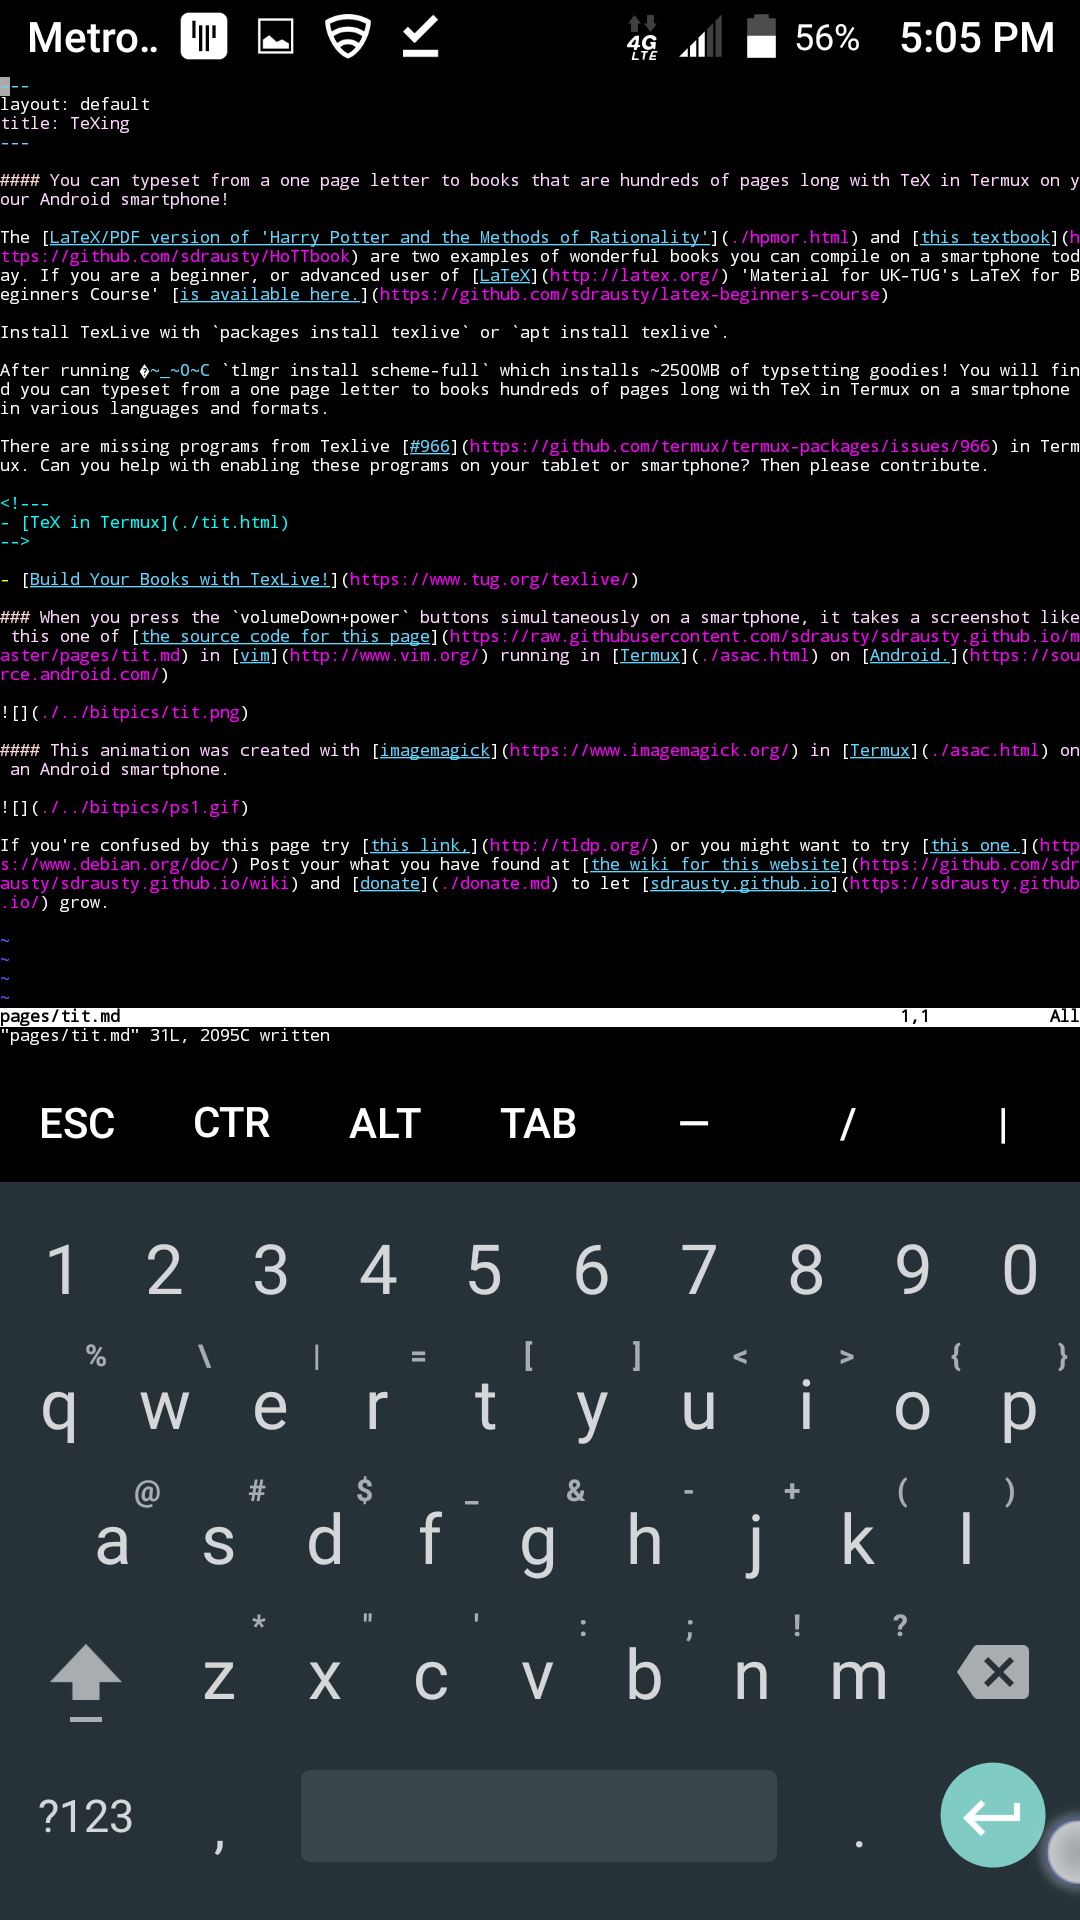 Metro.. 4G LTE 56% 5:05 PM
---
layout: default
title: TeXing
---
#### You can typeset from a one page letter to books that are hundreds of pages long with TeX in Termux on y
our Android smartphone!
The [LaTeX/PDF version of 'Harry Potter and the Methods of Rationality'](./hpmor.html) and [this textbook](h
ttps://github.com/sdrausty/HoTTbook) are two examples of wonderful books you can compile on a smartphone tod
ay. If you are a beginner, or advanced user of [LaTeX](http://latex.org/) 'Material for UK-TUG's LaTeX for B
eginners Course' [is available here.](https://github.com/sdrausty/latex-beginners-course)
Install TexLive with `packages install texlive` or `apt install texlive`.
After running �~_~O~C `tlmgr install scheme-full` which installs ~2500MB of typsetting goodies! You will fin
d you can typeset from a one page letter to books hundreds of pages long with TeX in Termux on a smartphone
in various languages and formats.
There are missing programs from Texlive [#966](https://github.com/termux/termux-packages/issues/966) in Term
ux. Can you help with enabling these programs on your tablet or smartphone? Then please contribute.
<!---
- [TeX in Termux](./tit.html)
-->
- [Build Your Books with TexLive!](https://www.tug.org/texlive/)
### When you press the `volumeDown+power` buttons simultaneously on a smartphone, it takes a screenshot like
 this one of [the source code for this page](https://raw.githubusercontent.com/sdrausty/sdrausty.github.io/m
aster/pages/tit.md) in [vim](http://www.vim.org/) running in [Termux](./asac.html) on [Android.](https://sou
rce.android.com/)
![](./../bitpics/tit.png)
#### This animation was created with [imagemagick](https://www.imagemagick.org/) in [Termux](./asac.html) on
 an Android smartphone.
![](./../bitpics/ps1.gif)
If you're confused by this page try [this link,](http://tldp.org/) or you might want to try [this one.](http
s://www.debian.org/doc/) Post your what you have found at [the wiki for this website](https://github.com/sdr
austy/sdrausty.github.io/wiki) and [donate](./donate.md) to let [sdrausty.github.io](https://sdrausty.github
.io/) grow.
~
~
~
~
pages/tit.md 1,1 All
"pages/tit.md" 31L, 2095C written
ESC CTR ALT TAB — / |
1 2 3 4 5 6 7 8 9 0
% \ | = [ ] < > { }
q w e r t y u i o p
@ # $ _ & - + ( )
a s d f g h j k l
* " ' : ; ! ?
z x c v b n m
?123 , .